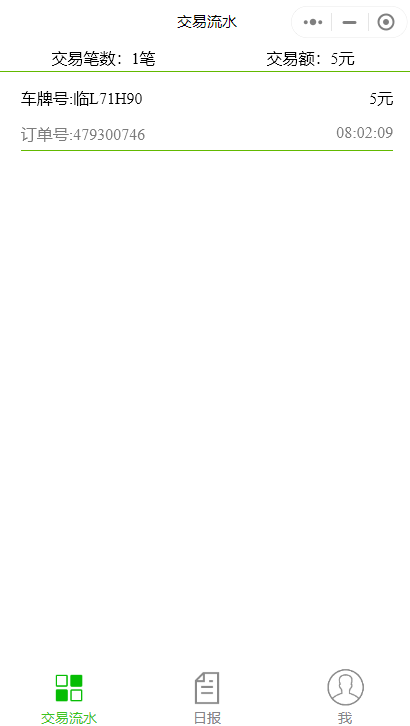 交易流水
交易笔数：1笔 交易额：5元
车牌号:临L71H90 5元
订单号:479300746 08:02:09
交易流水 日报 我